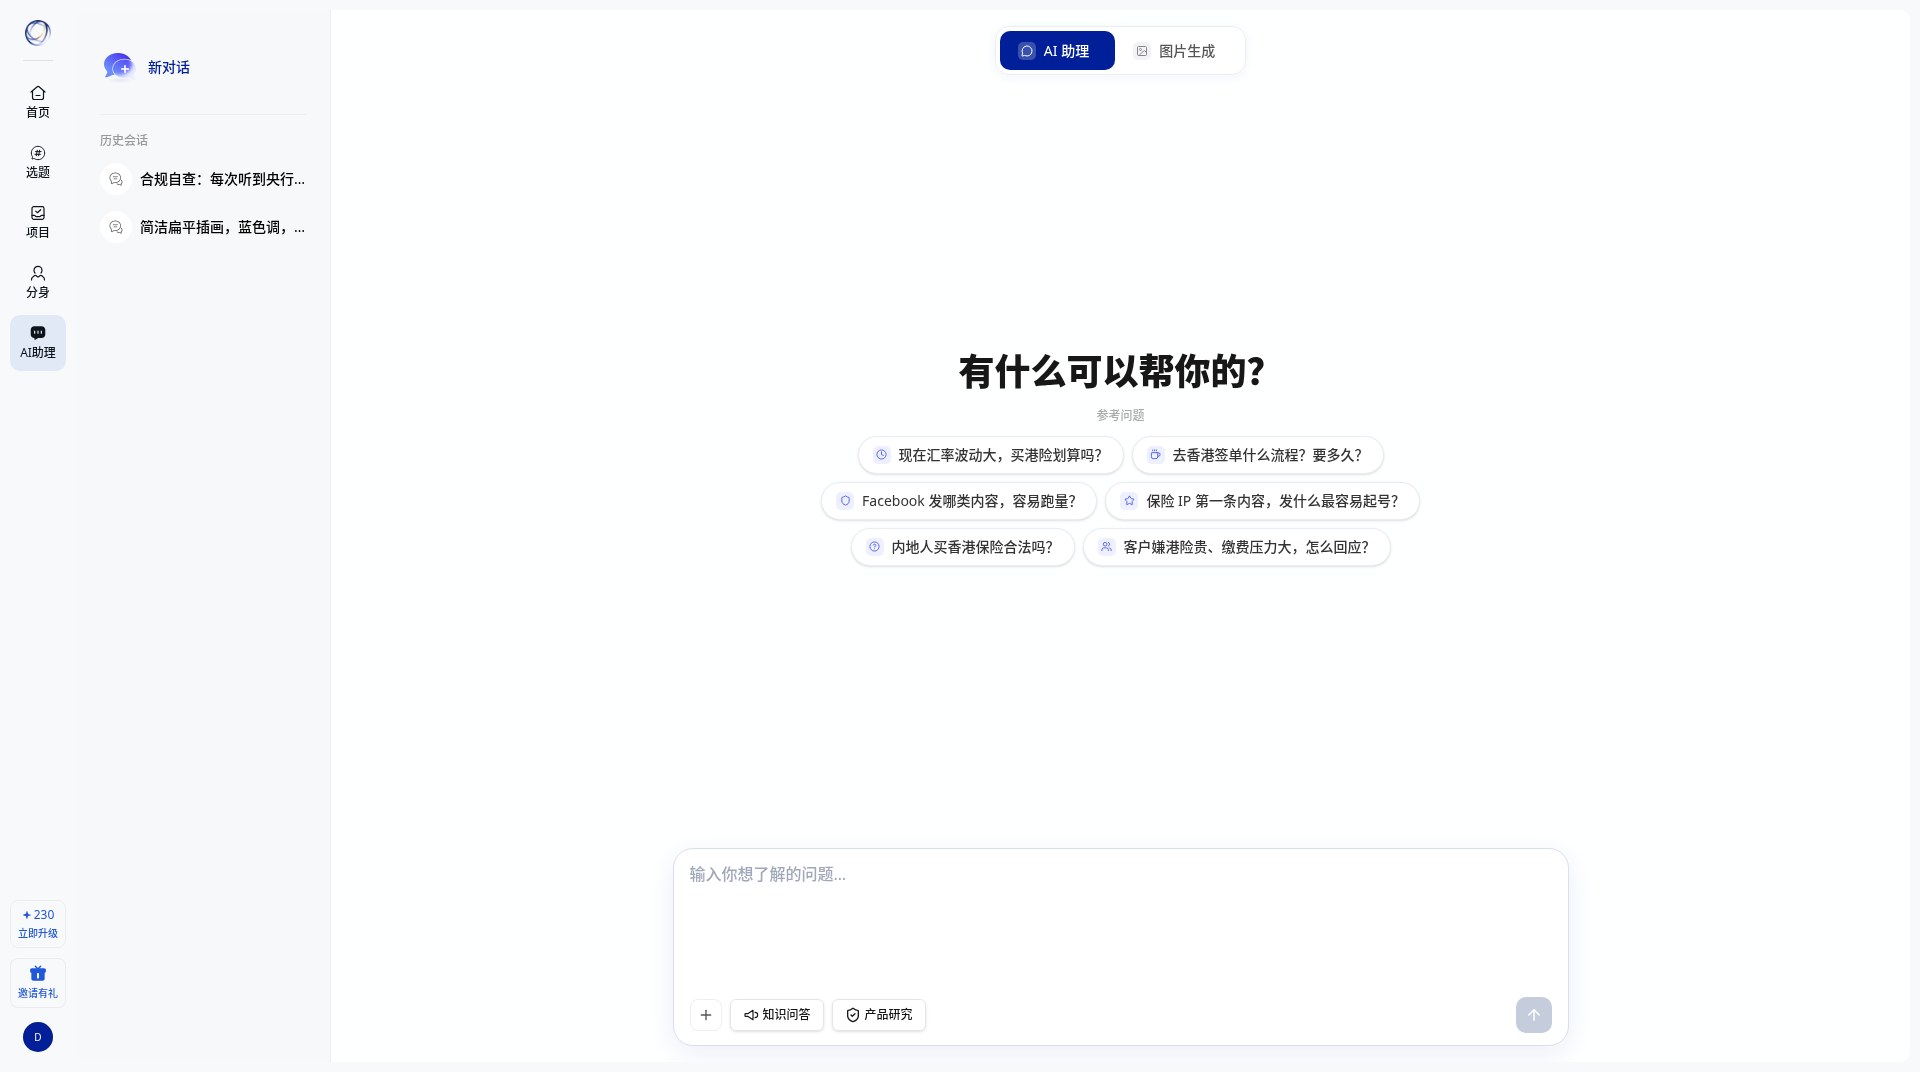 首页
选题
项目
分身
AI助理
230
立即升级
邀请有礼
D
新对话
历史会话
合规自查：每次听到央行...
简洁扁平插画，蓝色调，...
AI 助理
图片生成
有什么可以帮你的？
参考问题
现在汇率波动大，买港险划算吗？
去香港签单什么流程？要多久？
Facebook 发哪类内容，容易跑量？
保险 IP 第一条内容，发什么最容易起号？
内地人买香港保险合法吗？
客户嫌港险贵、缴费压力大，怎么回应？
输入你想了解的问题...
知识问答
产品研究